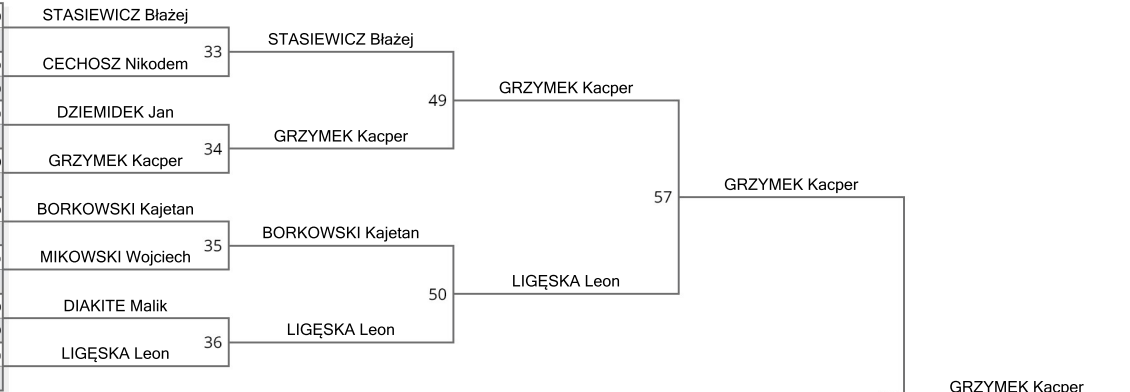 STASIEWICZ Błażej
33
CECHOSZ Nikodem
STASIEWICZ Błażej
DZIEMIDEK Jan
34
GRZYMEK Kacper
GRZYMEK Kacper
49
GRZYMEK Kacper
BORKOWSKI Kajetan
35
MIKOWSKI Wojciech
BORKOWSKI Kajetan
DIAKITE Malik
36
LIGĘSKA Leon
LIGĘSKA Leon
50
LIGĘSKA Leon
57
GRZYMEK Kacper
GRZYMEK Kacper